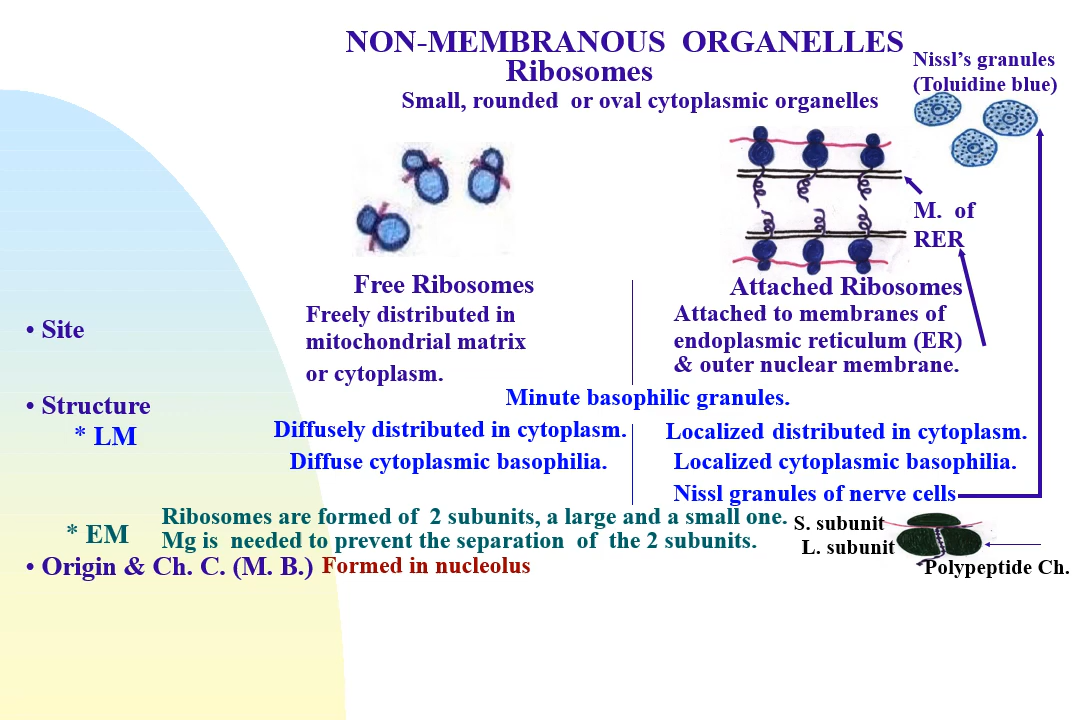 NON-MEMBRANOUS ORGANELLES
Ribosomes
Small, rounded or oval cytoplasmic organelles
Nissl's granules
(Toluidine blue)
M. of
RER
Free Ribosomes
Attached Ribosomes
• Site
Freely distributed in
mitochondrial matrix
or cytoplasm.
Attached to membranes of
endoplasmic reticulum (ER)
& outer nuclear membrane.
• Structure
Minute basophilic granules.
* LM
Diffusely distributed in cytoplasm.
Diffuse cytoplasmic basophilia.
Localized distributed in cytoplasm.
Localized cytoplasmic basophilia.
Nissl granules of nerve cells
* EM
Ribosomes are formed of 2 subunits, a large and a small one.
Mg is needed to prevent the separation of the 2 subunits.
S. subunit
L. subunit
Polypeptide Ch.
• Origin & Ch. C. (M. B.) Formed in nucleolus